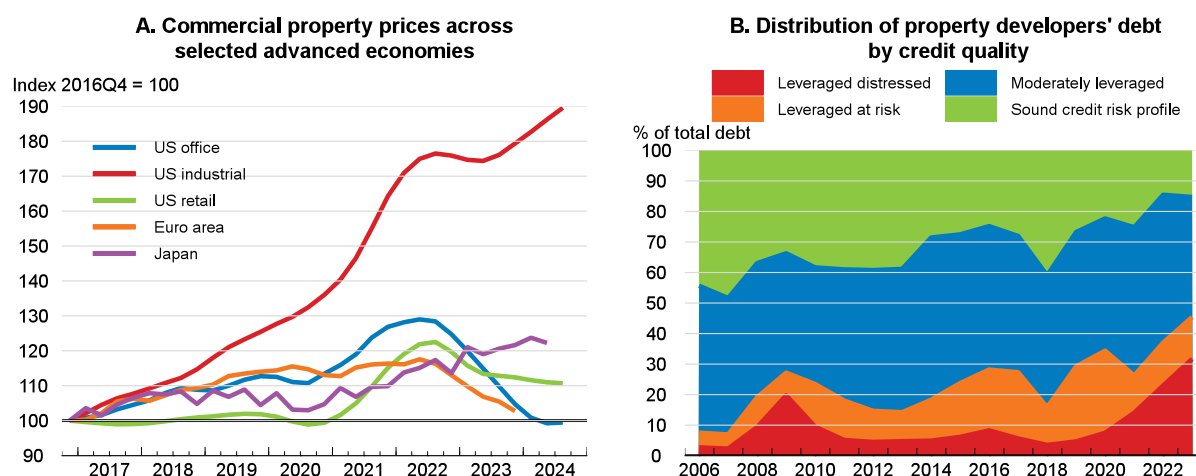 A. Commercial property prices across
selected advanced economies
Index 2016Q4 = 100
190
180
170
160
150
140
130
120
110
100
90
US office
US industrial
US retail
Euro area
Japan
2017 2018 2019 2020 2021 2022 2023 2024
B. Distribution of property developers' debt
by credit quality
Leveraged distressed
Moderately leveraged
Leveraged at risk
Sound credit risk profile
% of total debt
100
90
80
70
60
50
40
30
20
10
0
2006 2008 2010 2012 2014 2016 2018 2020 2022